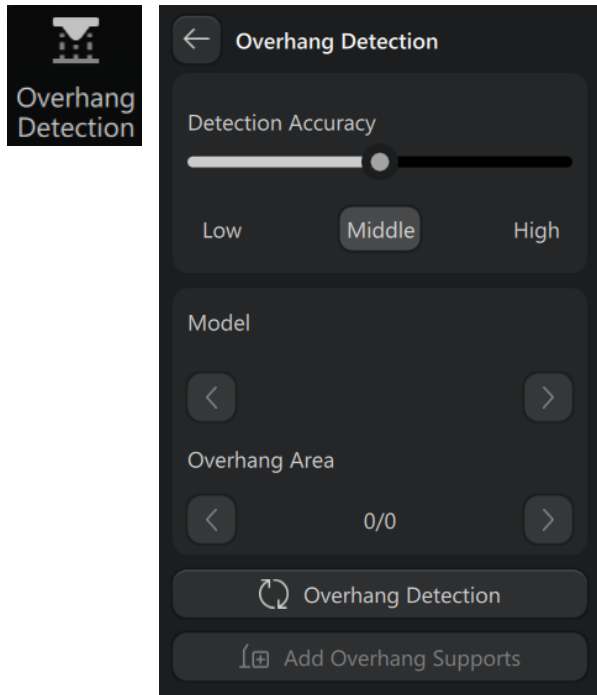 Overhang
Detection
Overhang Detection
Detection Accuracy
Low Middle High
Model
Overhang Area
0/0
Overhang Detection
Add Overhang Supports